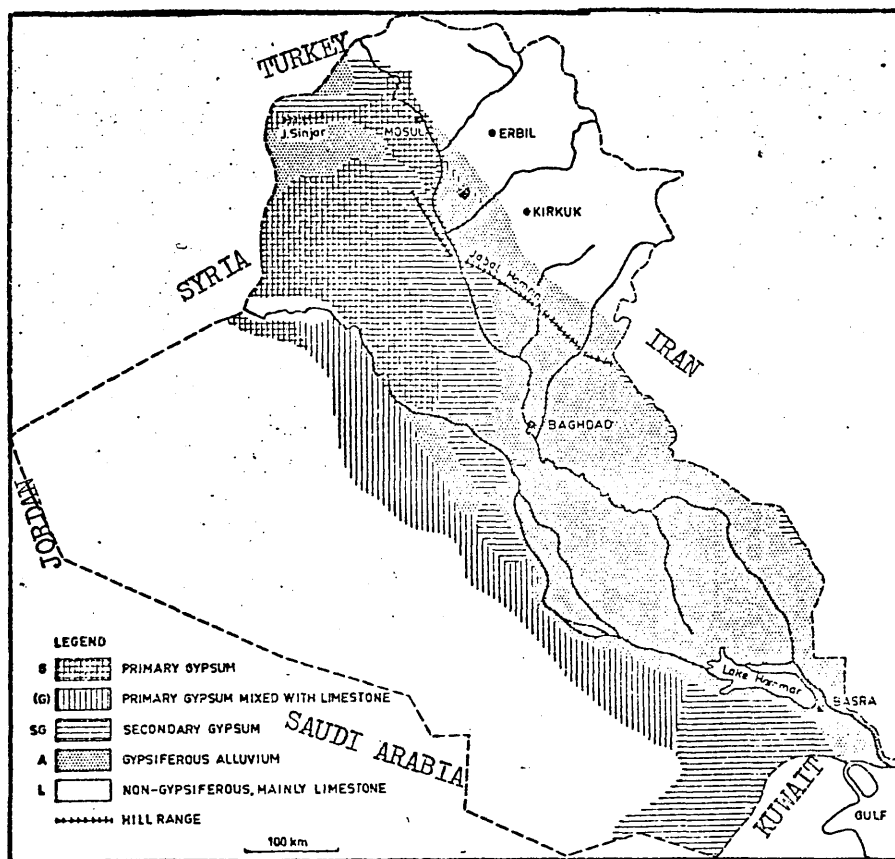 TURKEY
J.Sinjar
MOSUL
ERBIL
KIRKUK
SYRIA
IRAN
BAGHDAD
JORDAN
LEGEND
PRIMARY GYPSUM
(G) PRIMARY GYPSUM MIXED WITH LIMESTONE
SG SECONDARY GYPSUM
A GYPSIFEROUS ALLUVIUM
L NON-GYPSIFEROUS, MAINLY LIMESTONE
HILL RANGE
100 km
Lake
BASRA
SAUDI ARABIA
KUWAIT
GULF